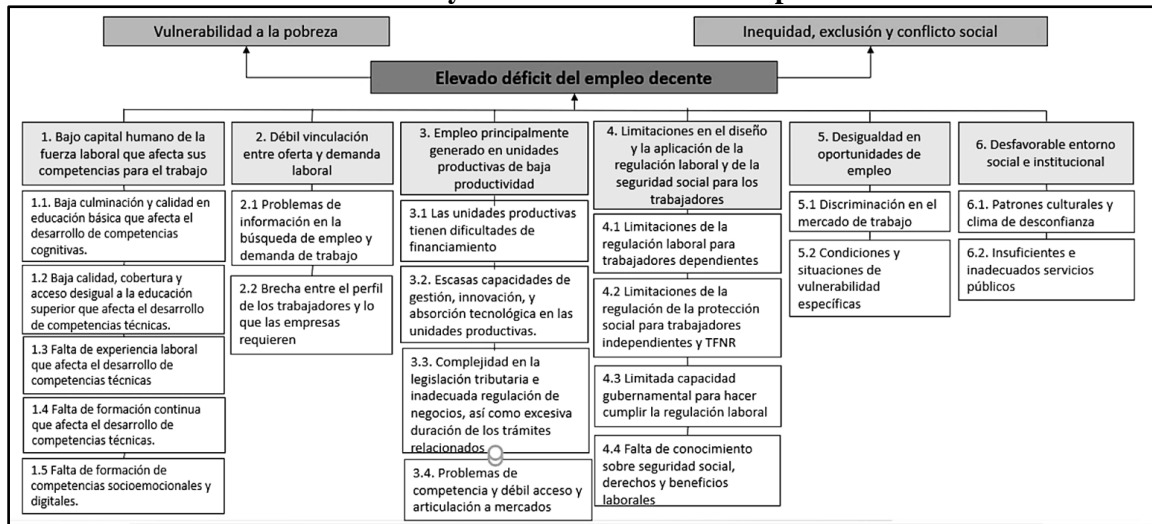 Vulnerabilidad a la pobreza
Inequidad, exclusión y conflicto social
Elevado déficit del empleo decente
1. Bajo capital humano de la
fuerza laboral que afecta sus
competencias para el trabajo
1.1. Baja culminación y calidad en
educación básica que afecta el
desarrollo de competencias
cognitivas.
1.2 Baja calidad, cobertura y
acceso desigual a la educación
superior que afecta el desarrollo
de competencias técnicas.
1.3 Falta de experiencia laboral
que afecta el desarrollo de
competencias técnicas
1.4 Falta de formación continua
que afecta el desarrollo de
competencias técnicas.
1.5 Falta de formación de
competencias socioemocionales y
digitales.
2. Débil vinculación
entre oferta y demanda
laboral
2.1 Problemas de
información en la
búsqueda de empleo y
demanda de trabajo
2.2 Brecha entre el perfil
de los trabajadores y lo
que las empresas
requieren
3. Empleo principalmente
generado en unidades
productivas de baja
productividad
3.1 Las unidades productivas
tienen dificultades de
financiamiento
3.2. Escasas capacidades de
gestión, innovación, y
absorción tecnológica en las
unidades productivas.
3.3. Complejidad en la
legislación tributaria e
inadecuada regulación de
negocios, así como excesiva
duración de los trámites
relacionados
3.4. Problemas de
competencia y débil acceso y
articulación a mercados
4. Limitaciones en el diseño
y la aplicación de la
regulación laboral y de la
seguridad social para los
trabajadores
4.1 Limitaciones de la
regulación laboral para
trabajadores dependientes
4.2 Limitaciones de la
regulación de la protección
social para trabajadores
independientes y TFNR
4.3 Limitada capacidad
gubernamental para hacer
cumplir la regulación laboral
4.4 Falta de conocimiento
sobre seguridad social,
derechos y beneficios
laborales
5. Desigualdad en
oportunidades de
empleo
5.1 Discriminación en el
mercado de trabajo
5.2 Condiciones y
situaciones de
vulnerabilidad
específicas
6. Desfavorable entorno
social e institucional
6.1. Patrones culturales y
clima de desconfianza
6.2. Insuficientes e
inadecuados servicios
públicos